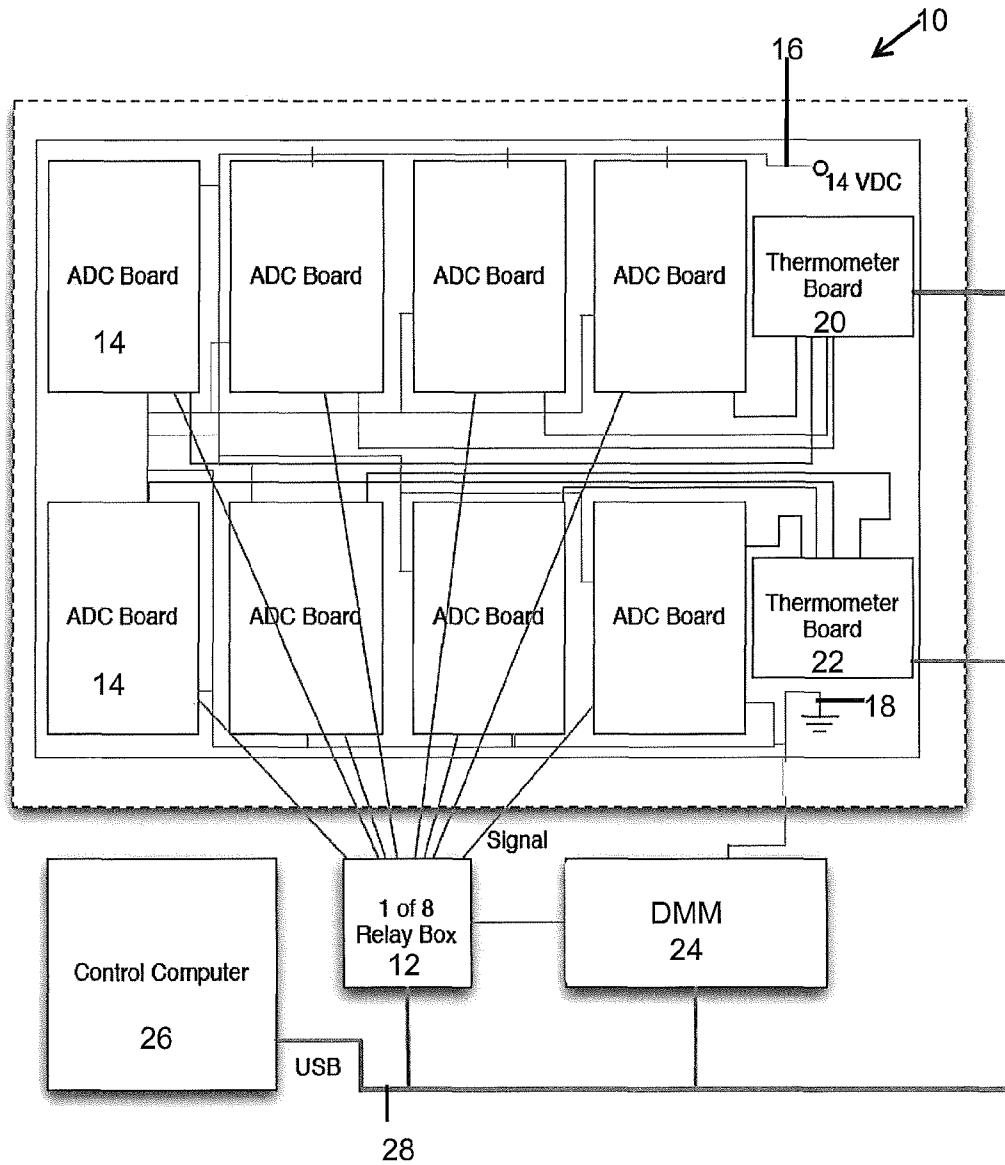 10
16
14 VDC
ADC Board
14
ADC Board
ADC Board
ADC Board
Thermometer
Board
20
ADC Board
14
ADC Board
ADC Board
ADC Board
Thermometer
Board
22
18
Signal
Control Computer
26
1 of 8
Relay Box
12
DMM
24
USB
28